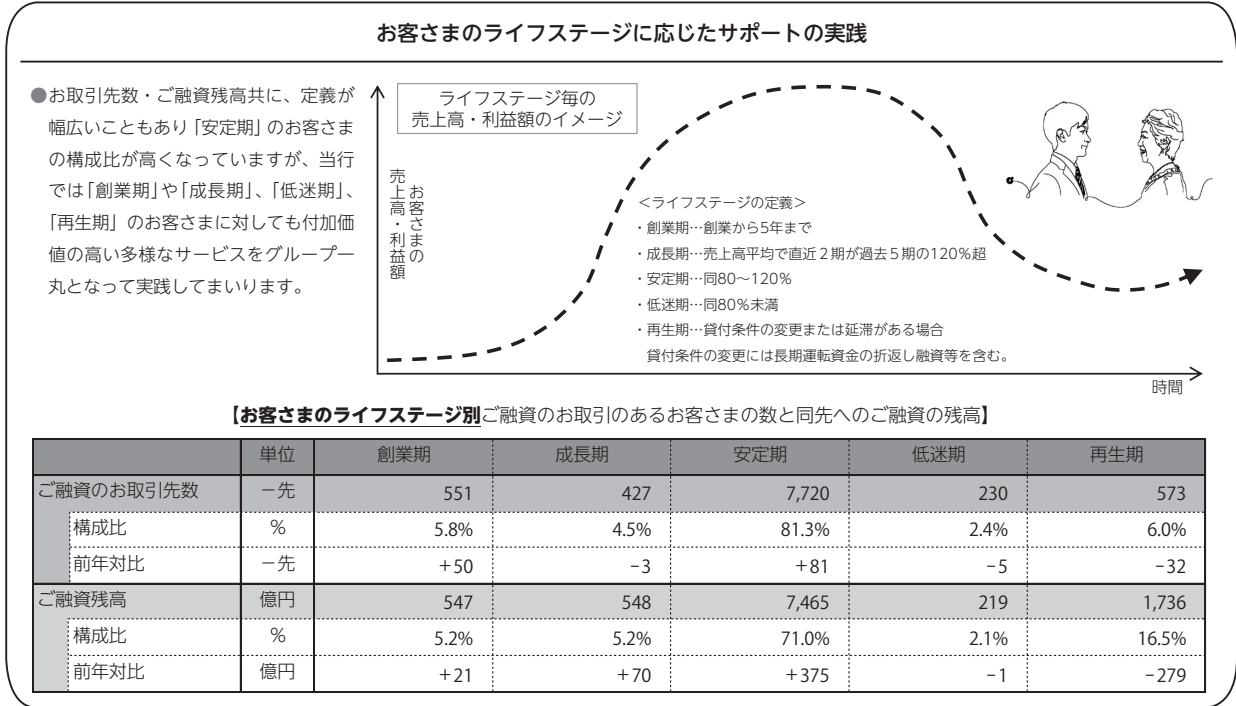 お客さまのライフステージに応じたサポートの実践
●お取引先数・ご融資残高共に、定義が
幅広いこともあり「安定期」のお客さま
の構成比が高くなっていますが、当行
では「創業期」や「成長期」、「低迷期」、
「再生期」のお客さまに対しても付加価
値の高い多様なサービスをグループ一
丸となって実践してまいります。
ライフステージ毎の
売上高・利益額のイメージ
お客さまの
売上高・利益額
＜ライフステージの定義＞
・創業期…創業から5年まで
・成長期…売上高平均で直近２期が過去５期の120％超
・安定期…同80～120％
・低迷期…同80％未満
・再生期…貸付条件の変更または延滞がある場合
貸付条件の変更には長期運転資金の折返し融資等を含む。
時間
【お客さまのライフステージ別ご融資のお取引のあるお客さまの数と同先へのご融資の残高】
単位 創業期 成長期 安定期 低迷期 再生期
ご融資のお取引先数 －先 551 427 7,720 230 573
構成比 % 5.8% 4.5% 81.3% 2.4% 6.0%
前年対比 －先 +50 -3 +81 -5 -32
ご融資残高 億円 547 548 7,465 219 1,736
構成比 % 5.2% 5.2% 71.0% 2.1% 16.5%
前年対比 億円 +21 +70 +375 -1 -279